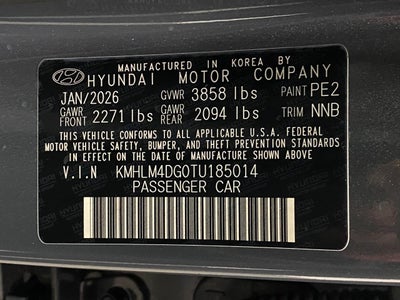 MANUFACTURED IN KOREA BY
HYUNDAI MOTOR COMPANY
JAN/2026 GVWR 3858 lbs PAINT PE2
GAWR FRONT 2271 lbs GAWR REAR 2094 lbs TRIM NNB
THIS VEHICLE CONFORMS TO ALL APPLICABLE U.S.A. FEDERAL
MOTOR VEHICLE SAFETY, BUMPER, AND THEFT PREVENTION STANDARDS
IN EFFECT ON THE DATE OF MANUFACTURE SHOWN ABOVE.
V.I.N KMHLM4DG0TU185014
PASSENGER CAR